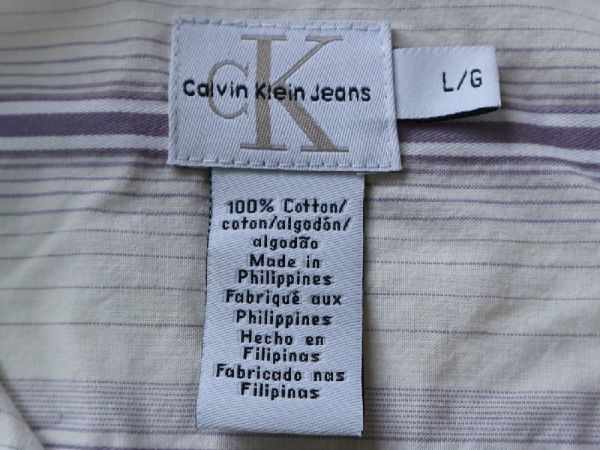 CK
Calvin Klein Jeans
L/G
100% Cotton/
coton/algodón/
algodão
Made in
Philippines
Fabriqué aux
Philippines
Hecho en
Filipinas
Fabricado nas
Filipinas